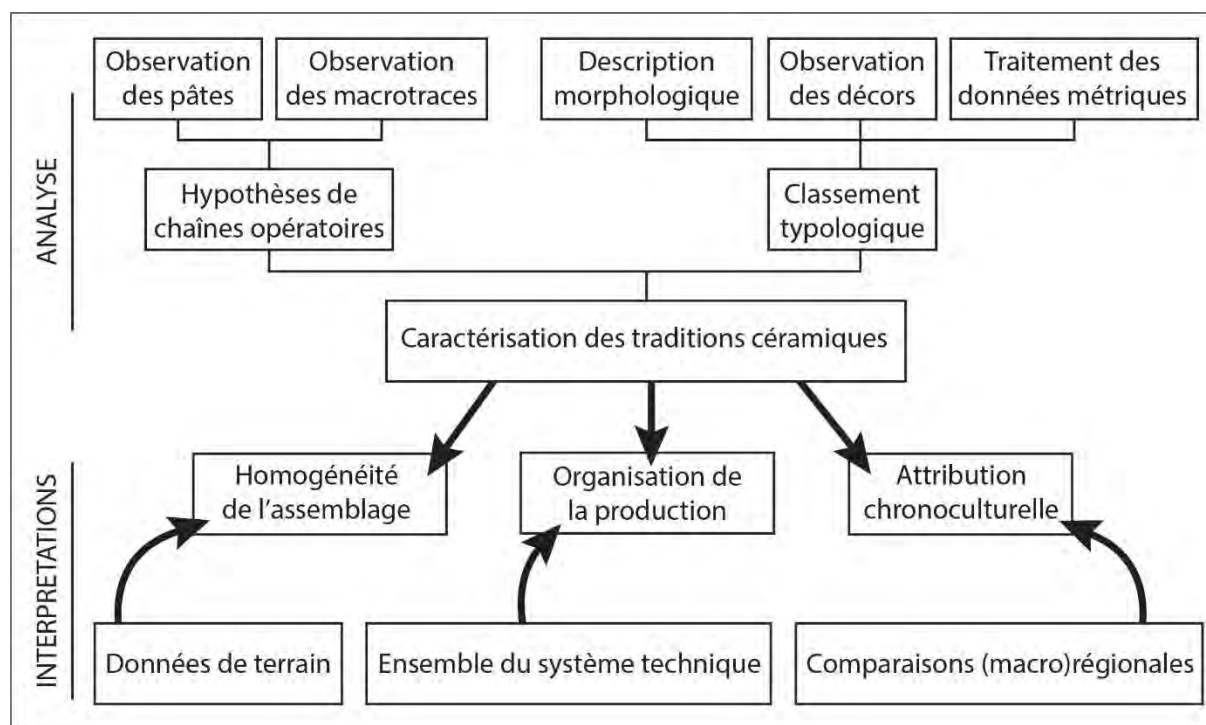 Observation
des pâtes
Observation
des macrotraces
Description
morphologique
Observation
des décors
Traitement des
données métriques
ANALYSE
Hypothèses de
chaînes opératoires
Classement
typologique
Caractérisation des traditions céramiques
INTERPRETATIONS
Homogénéité
de l'assemblage
Organisation de
la production
Attribution
chronoculturelle
Données de terrain
Ensemble du système technique
Comparaisons (macro)régionales